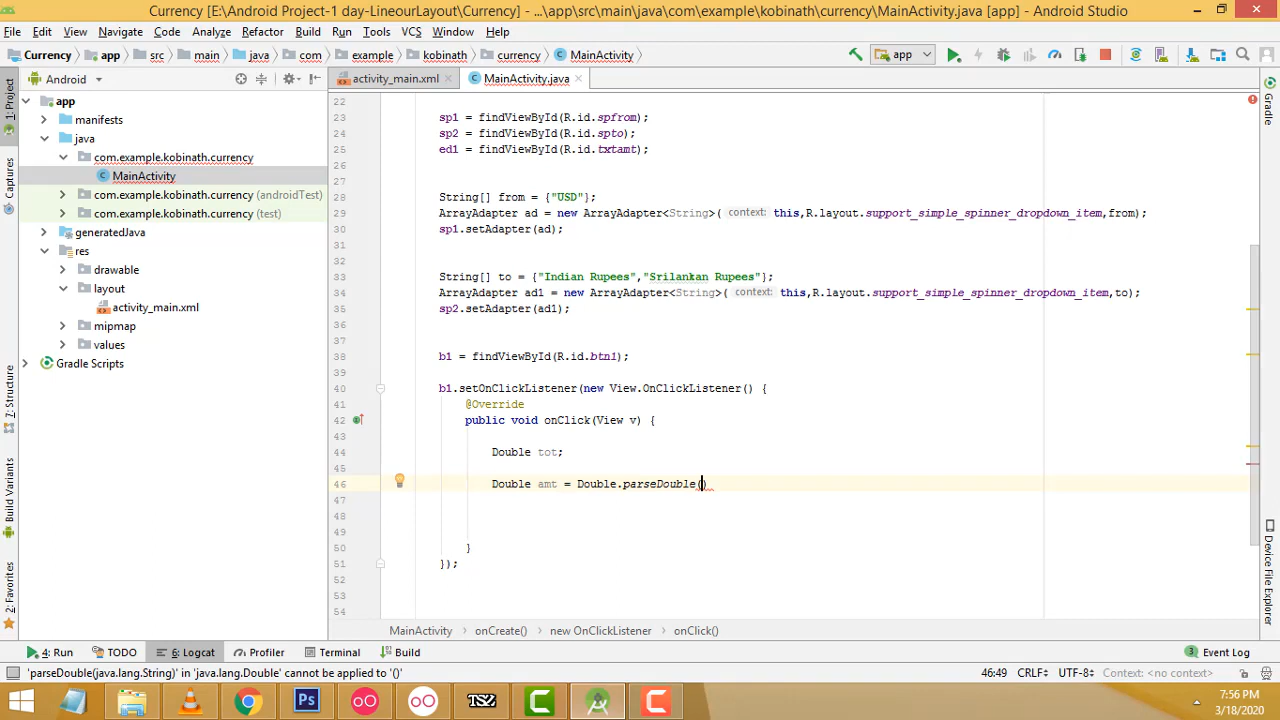 Currency [E:\Android Project-1 day-LineourLayout\Currency] - ...\app\src\main\java\com\example\kobinath\currency\MainActivity.java [app] - Android Studio
File Edit View Navigate Code Analyze Refactor Build Run Tools VCS Window Help
Currency app src main java com example kobinath currency MainActivity app
Android activity_main.xml MainActivity.java
1: Project
Captures
7: Structure
Build Variants
2: Favorites
app
manifests
java
com.example.kobinath.currency
MainActivity
com.example.kobinath.currency (androidTest)
com.example.kobinath.currency (test)
generatedJava
res
drawable
layout
activity_main.xml
mipmap
values
Gradle Scripts
22
23 sp1 = findViewById(R.id.spfrom);
24 sp2 = findViewById(R.id.spto);
25 ed1 = findViewById(R.id.txtamt);
26
27
28 String[] from = {"USD"};
29 ArrayAdapter ad = new ArrayAdapter<String>( context: this,R.layout.support_simple_spinner_dropdown_item,from);
30 sp1.setAdapter(ad);
31
32
33 String[] to = {"Indian Rupees","Srilankan Rupees"};
34 ArrayAdapter ad1 = new ArrayAdapter<String>( context: this,R.layout.support_simple_spinner_dropdown_item,to);
35 sp2.setAdapter(ad1);
36
37
38 b1 = findViewById(R.id.btn1);
39
40 b1.setOnClickListener(new View.OnClickListener() {
41 @Override
42 public void onClick(View v) {
43
44 Double tot;
45
46 Double amt = Double.parseDouble()
47
48
49
50 }
51 });
52
53
54
Gradle
Device File Explorer
MainActivity › onCreate() › new OnClickListener › onClick()
4: Run TODO 6: Logcat Profiler Terminal Build 3 Event Log
'parseDouble(java.lang.String)' in 'java.lang.Double' cannot be applied to '()' 46:49 CRLF÷ UTF-8÷ Context: <no context>
Ps TSZ
7:56 PM
3/18/2020